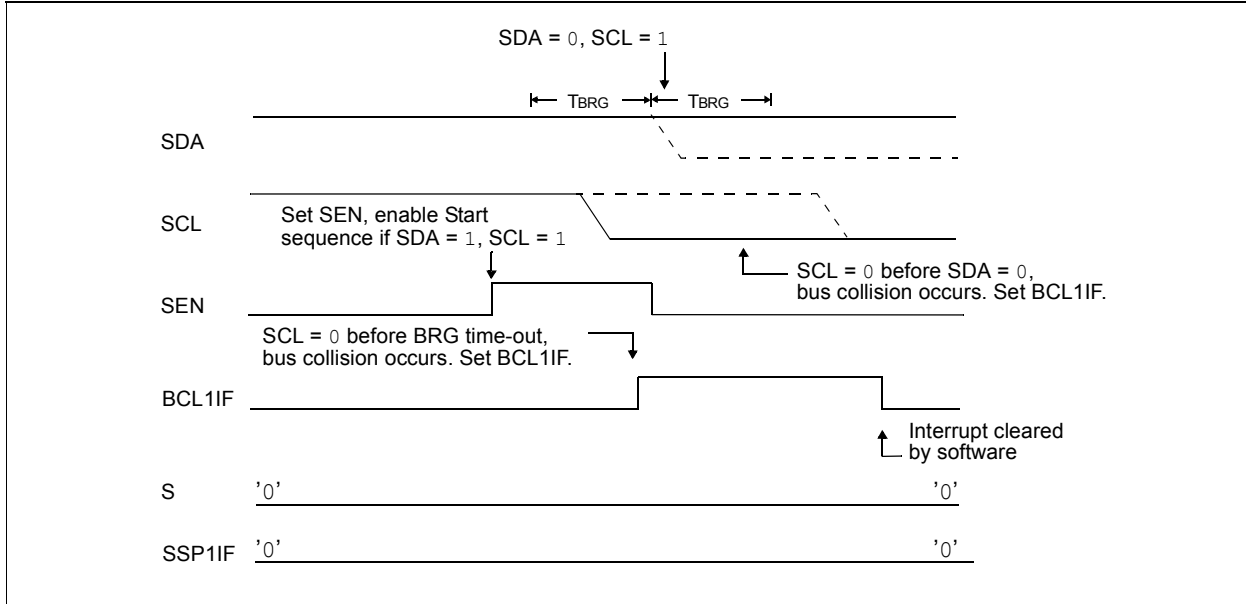 SDA = 0, SCL = 1
TBRG TBRG
SDA
SCL
Set SEN, enable Start
sequence if SDA = 1, SCL = 1
SCL = 0 before SDA = 0,
bus collision occurs. Set BCL1IF.
SEN
SCL = 0 before BRG time-out,
bus collision occurs. Set BCL1IF.
BCL1IF
Interrupt cleared
by software
S '0' '0'
SSP1IF '0' '0'